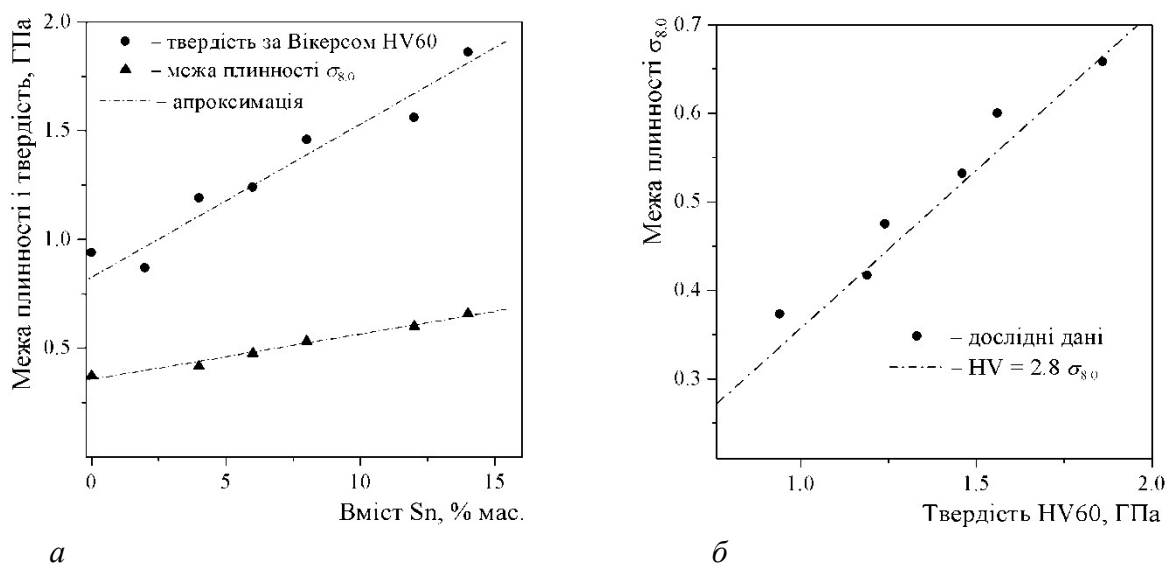 Межа плинності і твердість, ГПа
2.0
1.5
1.0
0.5
– твердість за Вікерсом HV60
– межа плинності σ8.0
– апроксимація
0
5
10
15
Вміст Sn, % мас.
а
Межа плинності σ8.0
0.7
0.6
0.5
0.4
0.3
– дослідні дані
– HV = 2.8 σ8.0
1.0
1.5
2.0
Твердість HV60, ГПа
б